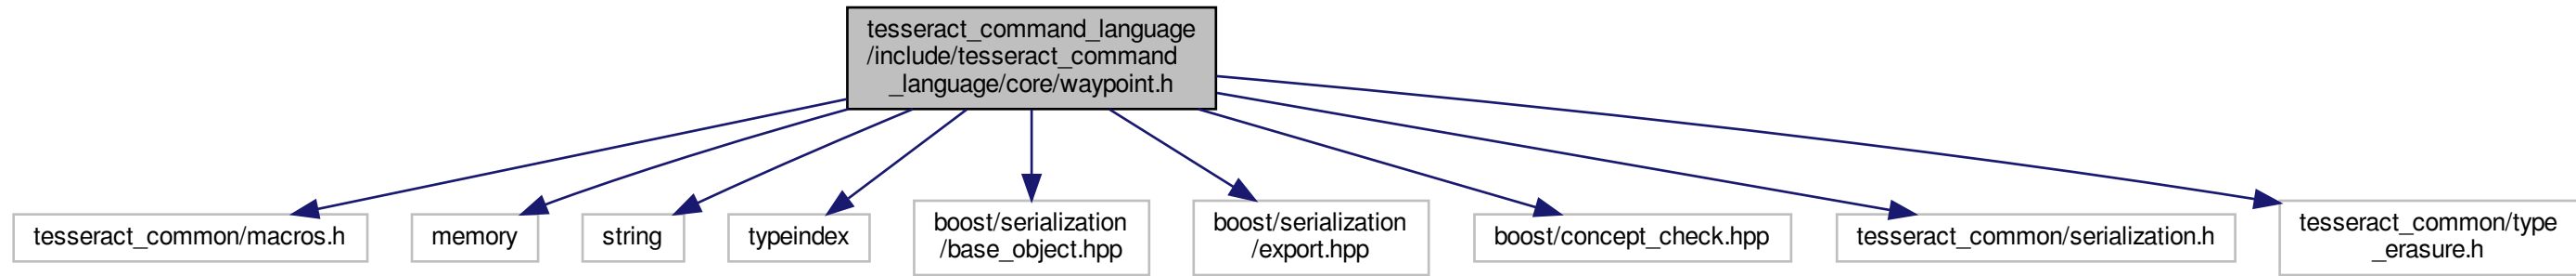 tesseract_command_language
/include/tesseract_command
_language/core/waypoint.h
tesseract_common/macros.h
memory
string
typeindex
boost/serialization
/base_object.hpp
boost/serialization
/export.hpp
boost/concept_check.hpp
tesseract_common/serialization.h
tesseract_common/type
_erasure.h